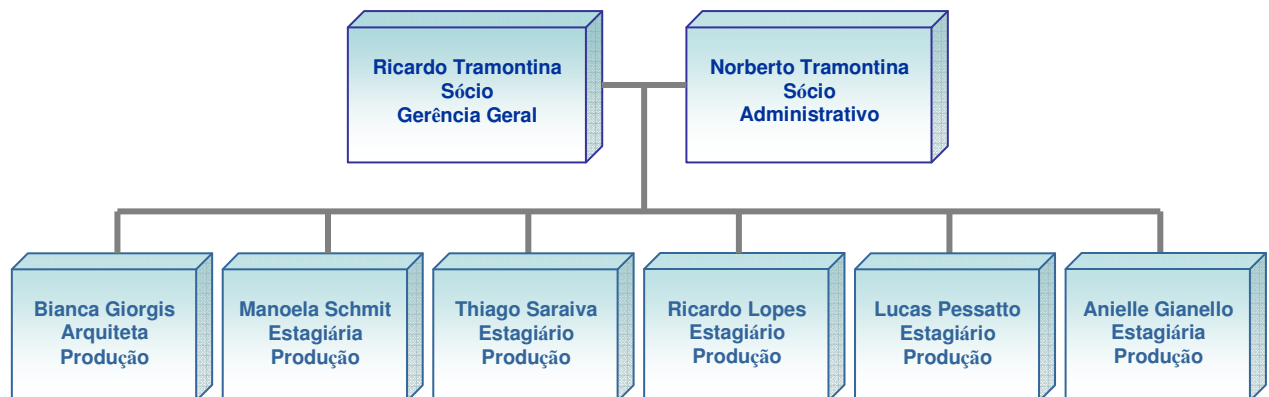 Ricardo Tramontina
Sócio
Gerência Geral
Norberto Tramontina
Sócio
Administrativo
Bianca Giorgis
Arquiteta
Produção
Manoela Schmit
Estagiária
Produção
Thiago Saraiva
Estagiário
Produção
Ricardo Lopes
Estagiário
Produção
Lucas Pessatto
Estagiário
Produção
Anielle Gianello
Estagiária
Produção